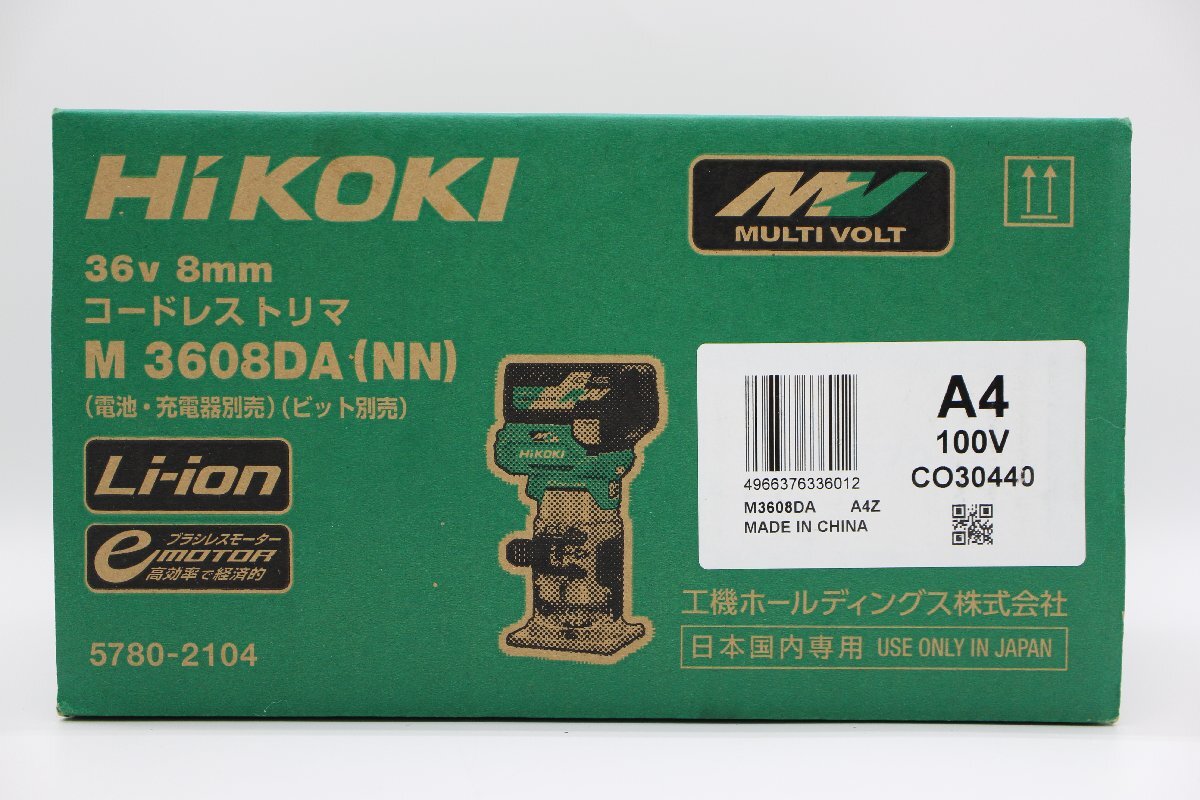 HiKOKI
MULTI VOLT
36v 8mm
コードレストリマ
M 3608DA(NN)
(電池・充電器別売)(ビット別売)
Li-ion
ブラシレスモーター
e MOTOR
高効率で経済的
5780-2104
HiKOKI
4966376336012
M3608DA A4Z
MADE IN CHINA
A4
100V
CO30440
工機ホールディングス株式会社
日本国内専用 USE ONLY IN JAPAN